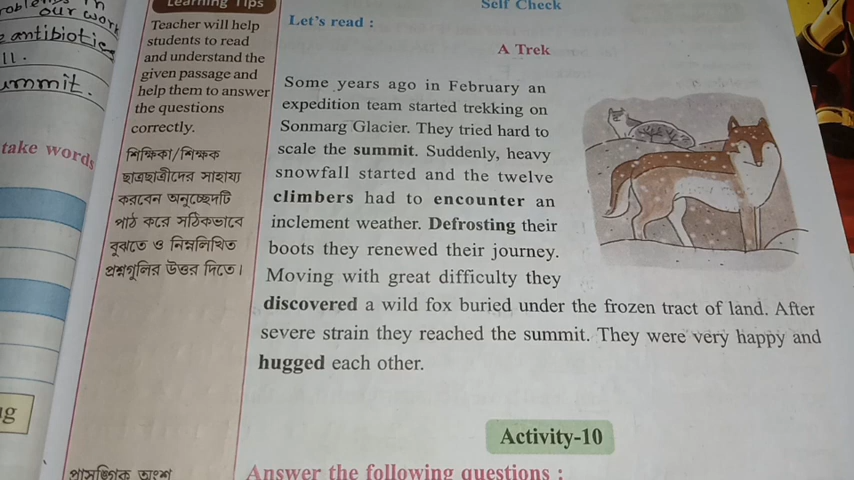 our work
antibiotic
ll.
ummit.
take words
g
Learning Tips
Teacher will help
students to read
and understand the
given passage and
help them to answer
the questions
correctly.
শিক্ষিকা/শিক্ষক
ছাত্রছাত্রীদের সাহায্য
করবেন অনুচ্ছেদটি
পাঠ করে সঠিকভাবে
বুঝতে ও নিম্নলিখিত
প্রশ্নগুলির উত্তর দিতে।
প্রাসঙ্গিক অংশ
Self Check
Let's read :
A Trek
Some years ago in February an
expedition team started trekking on
Sonmarg Glacier. They tried hard to
scale the summit. Suddenly, heavy
snowfall started and the twelve
climbers had to encounter an
inclement weather. Defrosting their
boots they renewed their journey.
Moving with great difficulty they
discovered a wild fox buried under the frozen tract of land. After
severe strain they reached the summit. They were very happy and
hugged each other.
Activity-10
Answer the following questions :